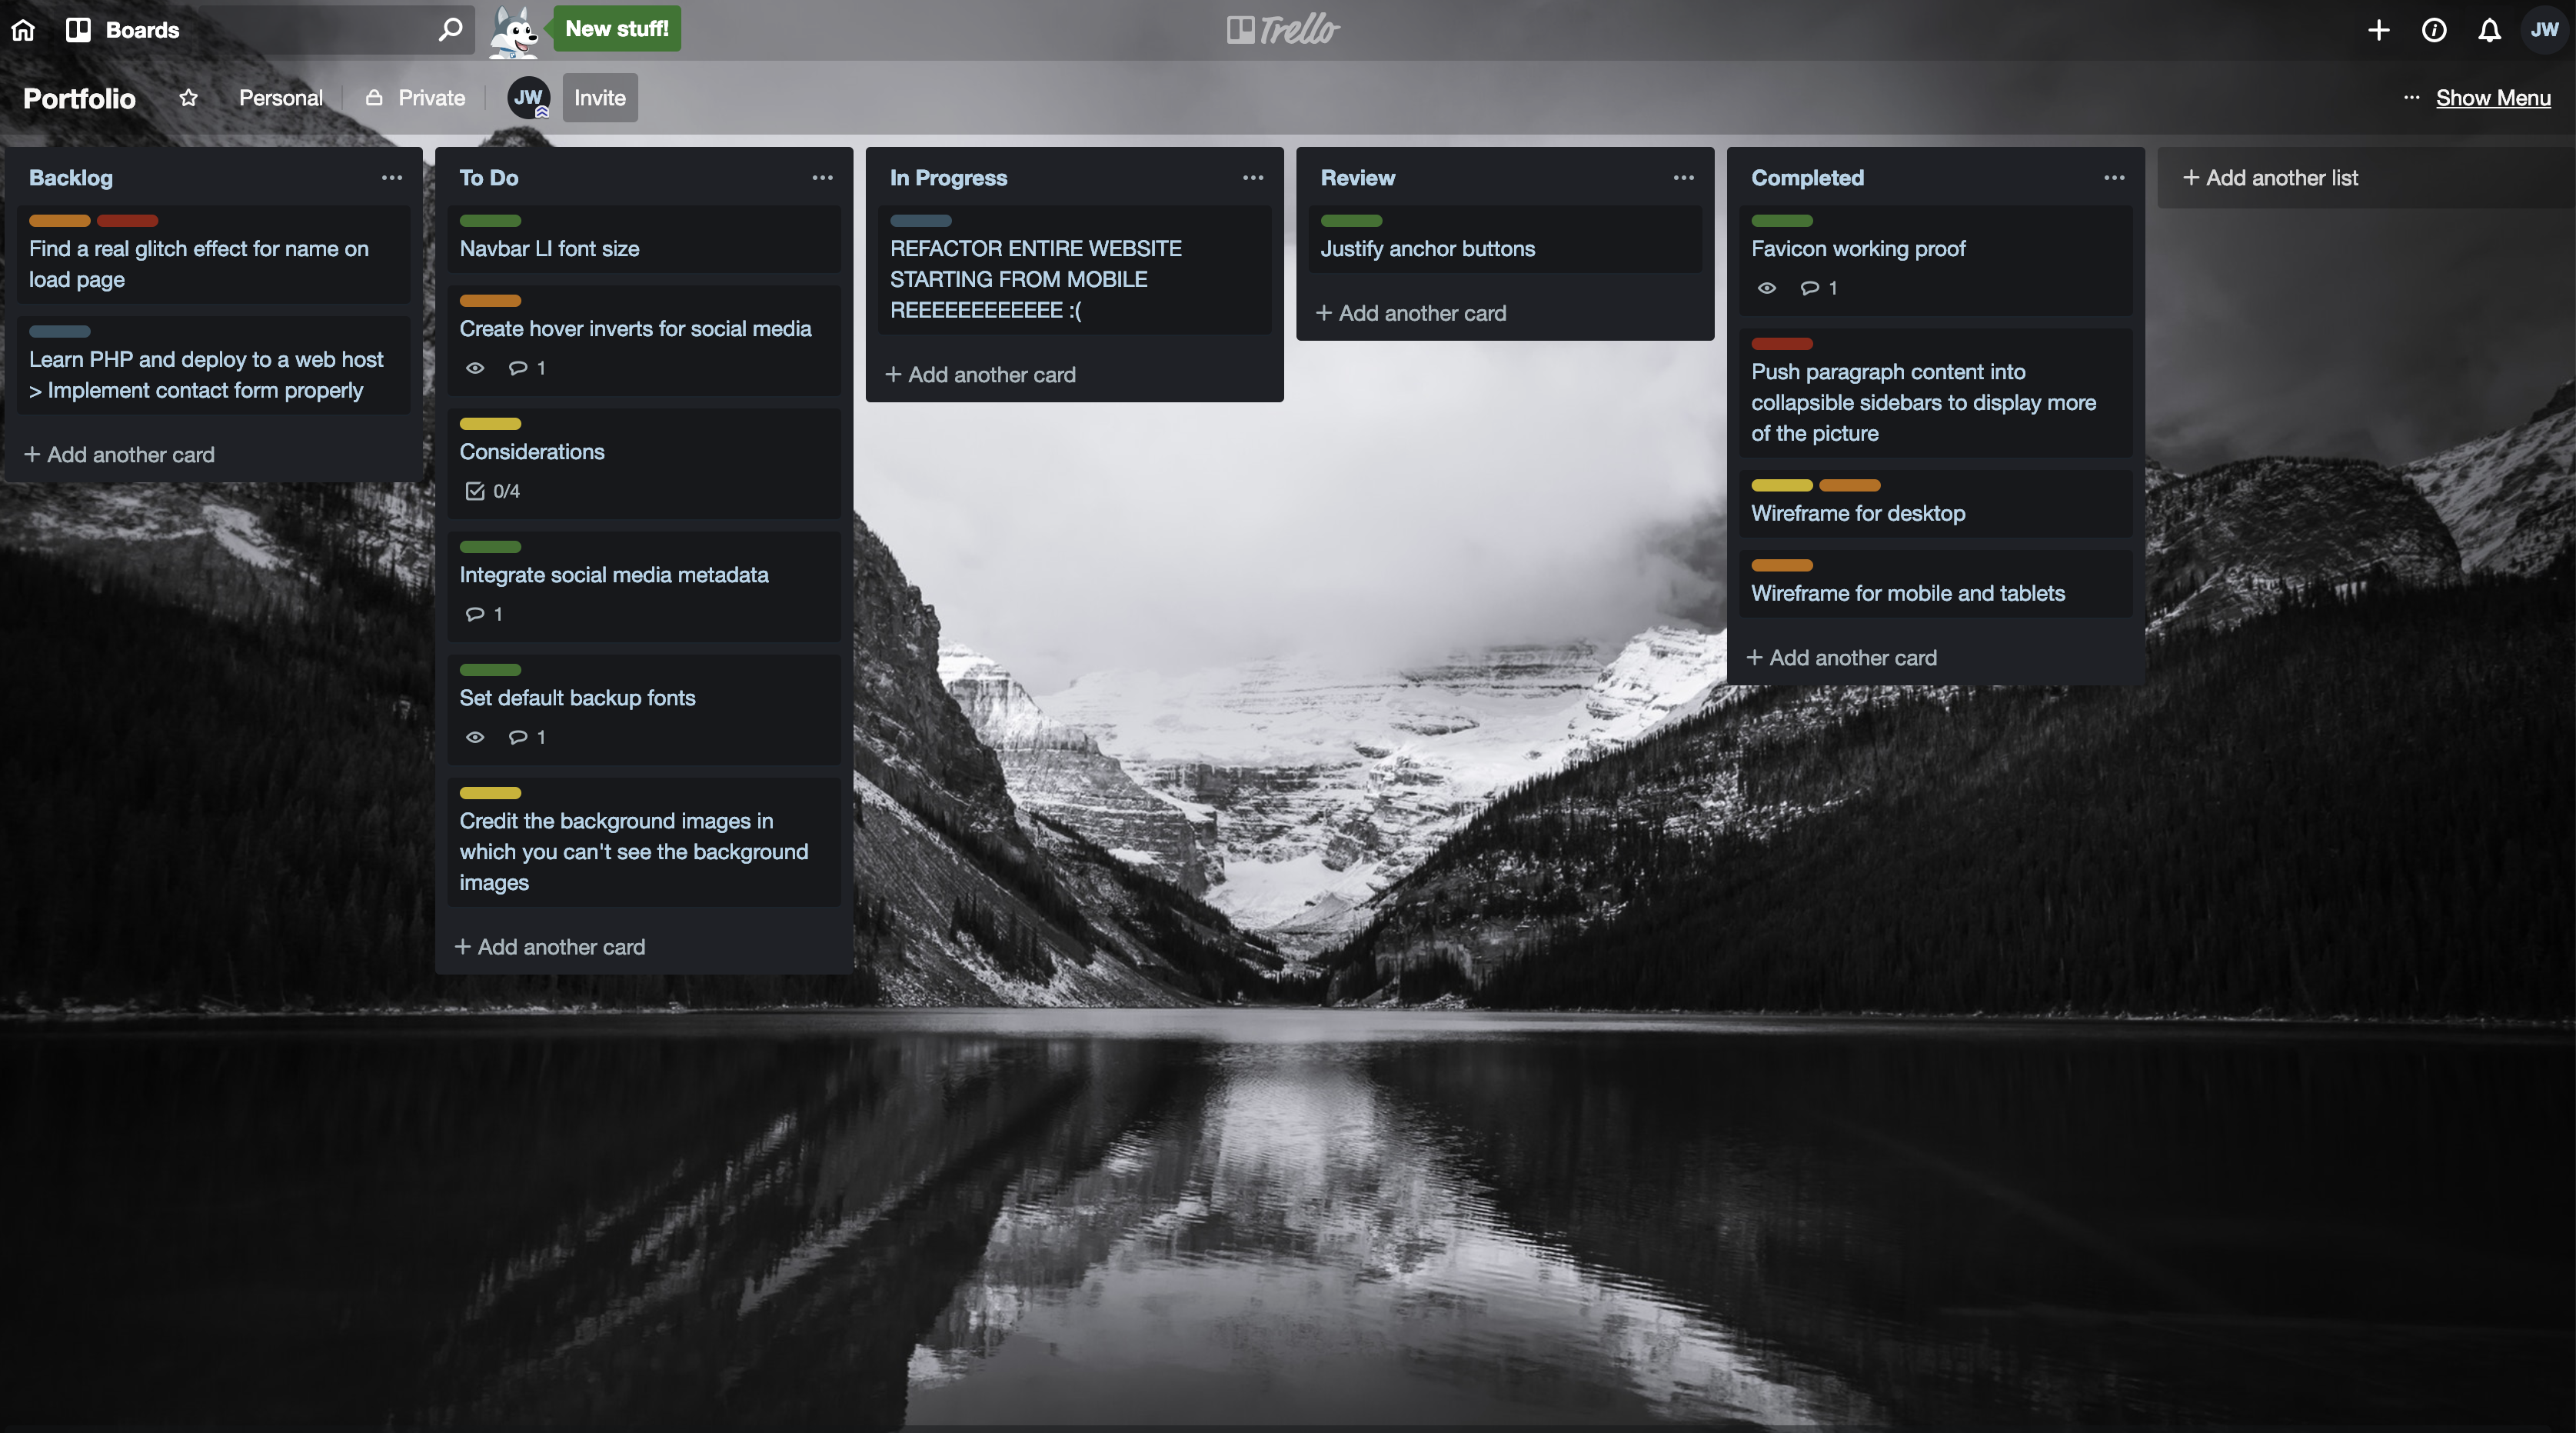 Boards
New stuff!
Trello
JW
Portfolio
Personal
Private
JW
Invite
Show Menu
Backlog
Find a real glitch effect for name on
load page
Learn PHP and deploy to a web host
> Implement contact form properly
+ Add another card
To Do
Navbar LI font size
Create hover inverts for social media
1
Considerations
0/4
Integrate social media metadata
1
Set default backup fonts
1
Credit the background images in
which you can't see the background
images
+ Add another card
In Progress
REFACTOR ENTIRE WEBSITE
STARTING FROM MOBILE
REEEEEEEEEEEE :(
+ Add another card
Review
Justify anchor buttons
+ Add another card
Completed
Favicon working proof
1
Push paragraph content into
collapsible sidebars to display more
of the picture
Wireframe for desktop
Wireframe for mobile and tablets
+ Add another card
+ Add another list